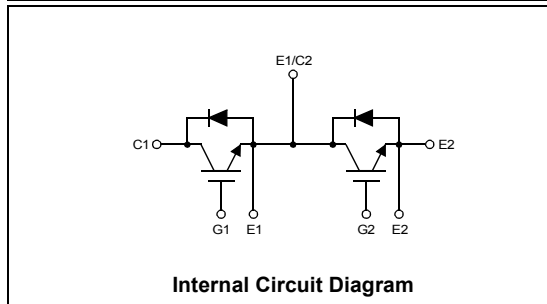 E1/C2
C1 E2
G1 E1 G2 E2
Internal Circuit Diagram